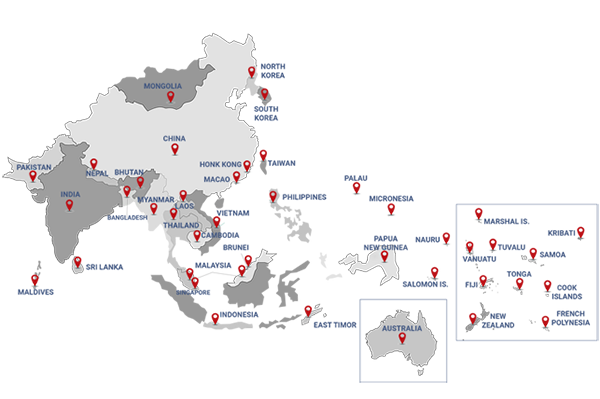 NORTH
KOREA
MONGOLIA
SOUTH
KOREA
CHINA
HONK KONG
TAIWAN
PAKISTAN
NEPAL
BHUTAN
MACAO
PALAU
INDIA
MYANMAR
LAOS
PHILIPPINES
MICRONESIA
BANGLADESH
VIETNAM
THAILAND
CAMBODIA
MARSHAL IS.
KRIBATI
BRUNEI
PAPUA
NEW GUINEA
NAURU
TUVALU
VANUATU
SAMOA
SRI LANKA
MALAYSIA
SINGAPORE
MALDIVES
SALOMON IS.
FIJI
TONGA
COOK
ISLANDS
INDONESIA
EAST TIMOR
AUSTRALIA
NEW
ZEALAND
FRENCH
POLYNESIA